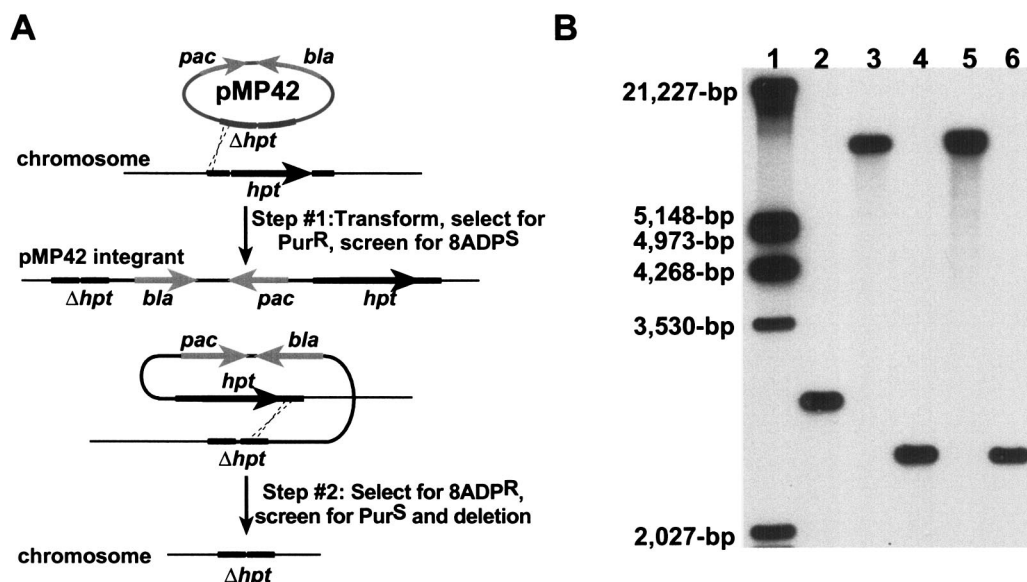 A
pac
bla
pMP42
Δhpt
chromosome
hpt
Step #1:Transform, select for
PurR, screen for 8ADPS
pMP42 integrant
Δhpt
bla
pac
hpt
pac
bla
hpt
Δhpt
Step #2: Select for 8ADPR,
screen for PurS and deletion
chromosome
Δhpt
B
1 2 3 4 5 6
21,227-bp
5,148-bp
4,973-bp
4,268-bp
3,530-bp
2,027-bp